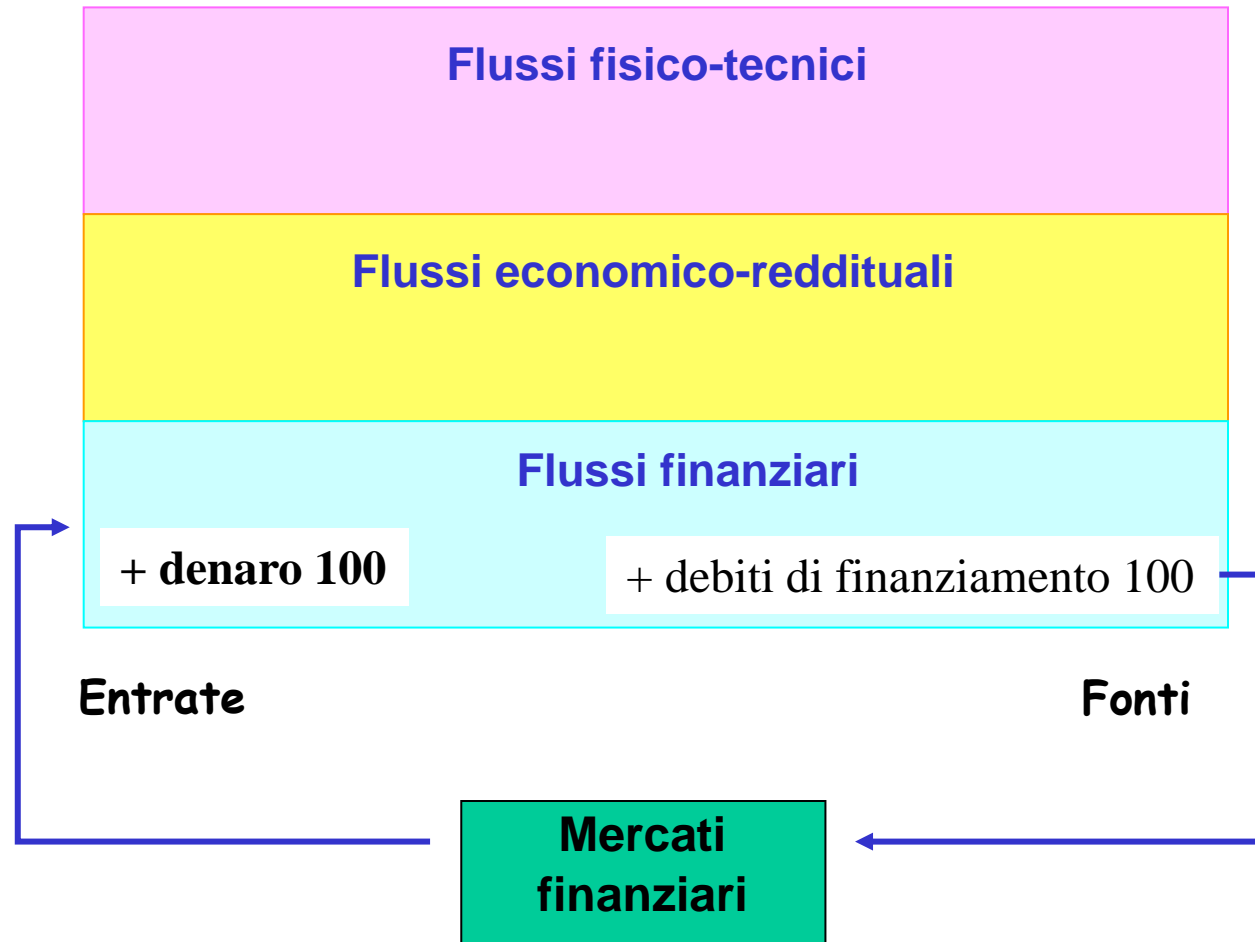 Flussi fisico-tecnici
Flussi economico-reddituali
Flussi finanziari
+ denaro 100
+ debiti di finanziamento 100
Entrate
Fonti
Mercati
finanziari